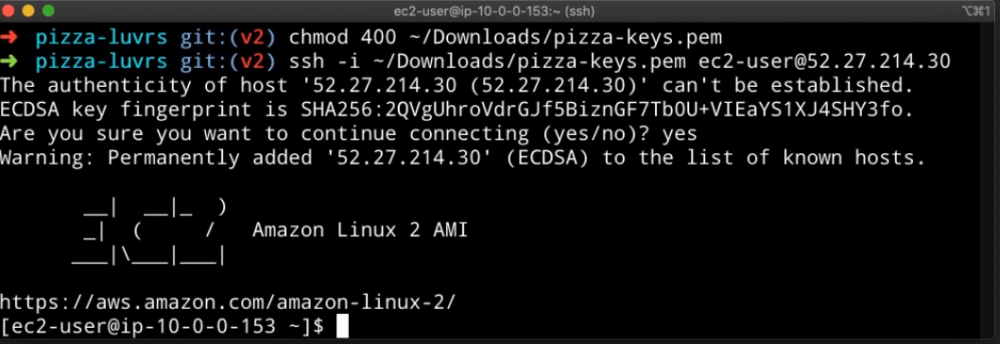 ec2-user@ip-10-0-0-153:~ (ssh) ⌥⌘1
➜ pizza-luvrs git:(v2) chmod 400 ~/Downloads/pizza-keys.pem
➜ pizza-luvrs git:(v2) ssh -i ~/Downloads/pizza-keys.pem ec2-user@52.27.214.30
The authenticity of host '52.27.214.30 (52.27.214.30)' can't be established.
ECDSA key fingerprint is SHA256:2QVgUhroVdrGJf5BiznGF7Tb0U+VIEaYS1XJ4SHY3fo.
Are you sure you want to continue connecting (yes/no)? yes
Warning: Permanently added '52.27.214.30' (ECDSA) to the list of known hosts.
       __|  __|_  )
       _|  (     /   Amazon Linux 2 AMI
      ___|\___|___|
https://aws.amazon.com/amazon-linux-2/
[ec2-user@ip-10-0-0-153 ~]$